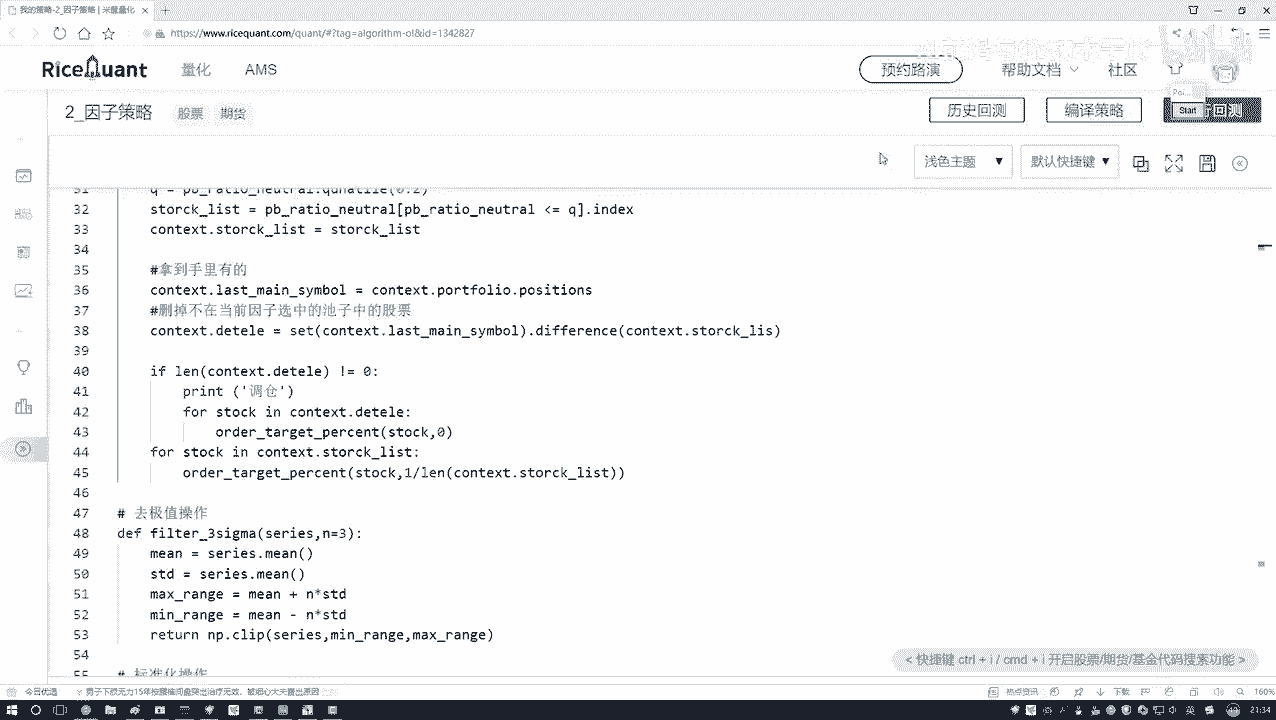 我的策略-2_因子策略 | 米筐量化
https://www.ricequant.com/quant/#?tag=algorithm-ol&id=1342827
RiceQuant 量化 AMS 预约路演 帮助文档 社区
2_因子策略 股票 期货 历史回测 编译策略
Start
浅色主题 默认快捷键
31 q = pb_ratio_neutral.qunatile(0.2)
32 storck_list = pb_ratio_neutral[pb_ratio_neutral <= q].index
33 context.storck_list = storck_list
34
35 #拿到手里有的
36 context.last_main_symbol = context.portfolio.positions
37 #删掉不在当前因子选中的池子中的股票
38 context.detele = set(context.last_main_symbol).difference(context.storck_lis)
39
40 if len(context.detele) != 0:
41 print ('调仓')
42 for stock in context.detele:
43 order_target_percent(stock,0)
44 for stock in context.storck_list:
45 order_target_percent(stock,1/len(context.storck_list))
46
47 # 去极值操作
48 def filter_3sigma(series,n=3):
49 mean = series.mean()
50 std = series.mean()
51 max_range = mean + n*std
52 min_range = mean - n*std
53 return np.clip(series,min_range,max_range)
54
55 # 标准化操作
< 快捷键 ctrl + i / cmd + i 开启股票/期货/基金代码搜索功能 >
今日优选 热点资讯 下载 160%
21:34